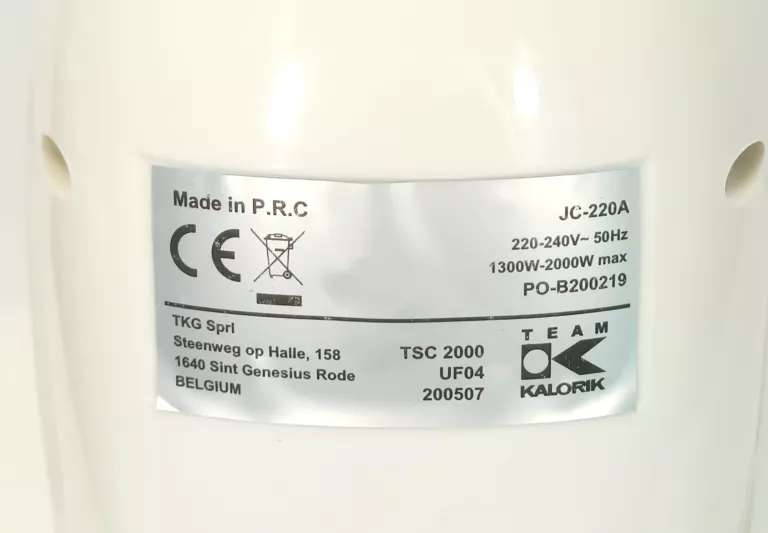 Made in P.R.C
CE
TKG Sprl
Steenweg op Halle, 158
1640 Sint Genesius Rode
BELGIUM
JC-220A
220-240V~ 50Hz
1300W-2000W max
PO-B200219
TSC 2000
UF04
200507
TEAM
K
KALORIK